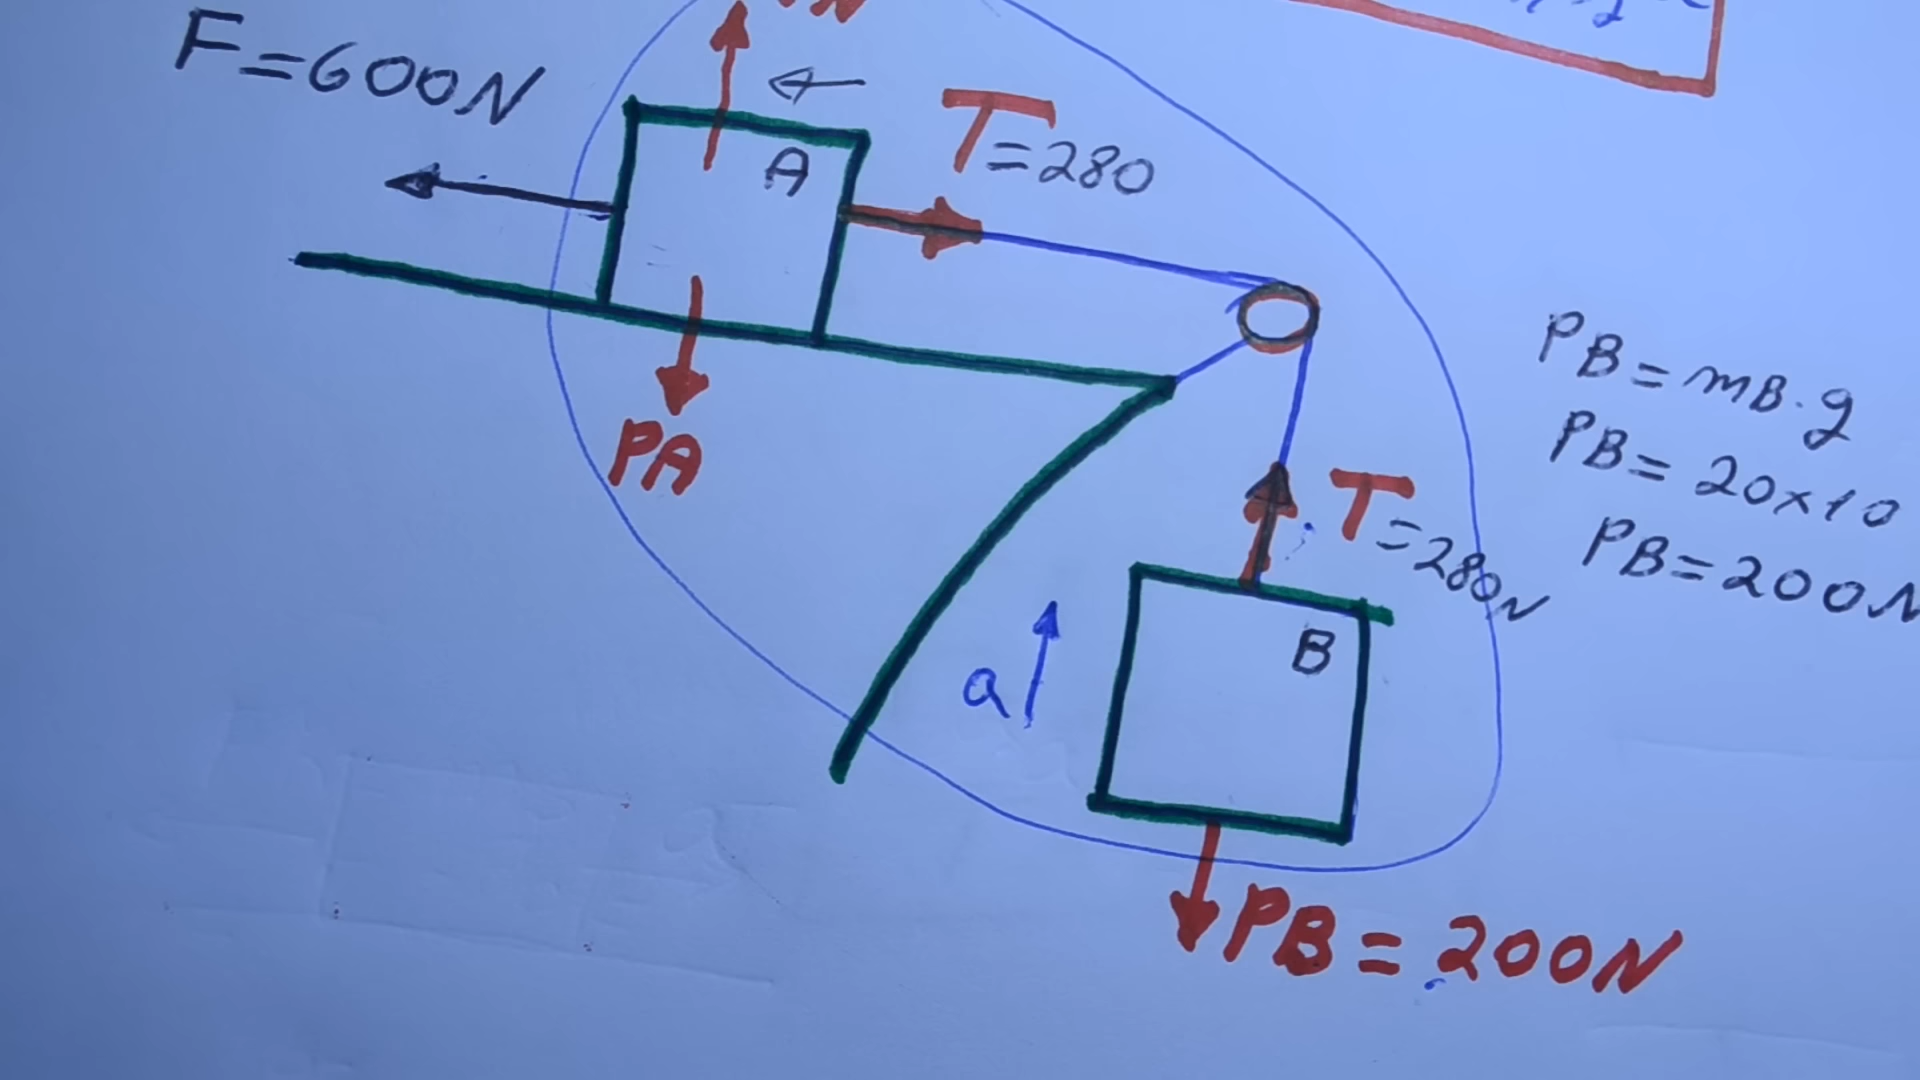 N
F=600N
A
T=280
PA
PB=mB.g
PB=20×10
PB=200N
T=280N
a
B
PB=200N